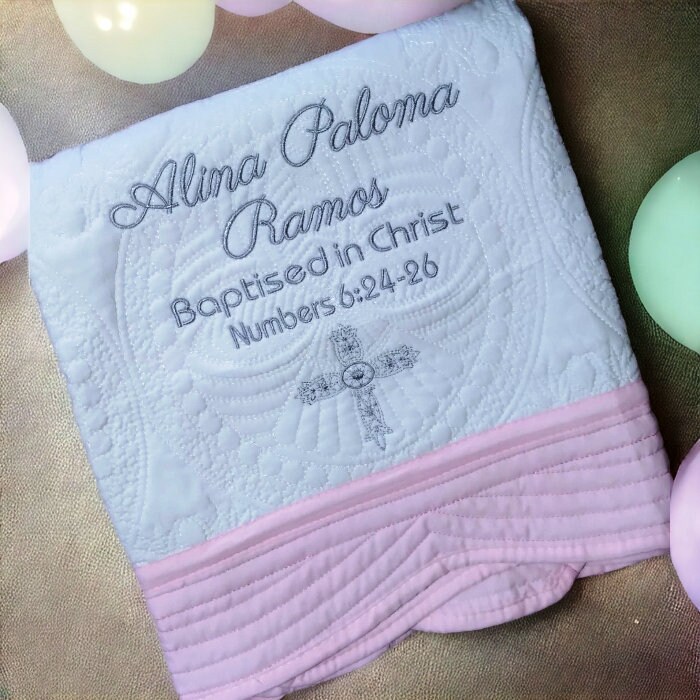 Alina Paloma
Ramos
Baptised in Christ
Numbers 6:24-26